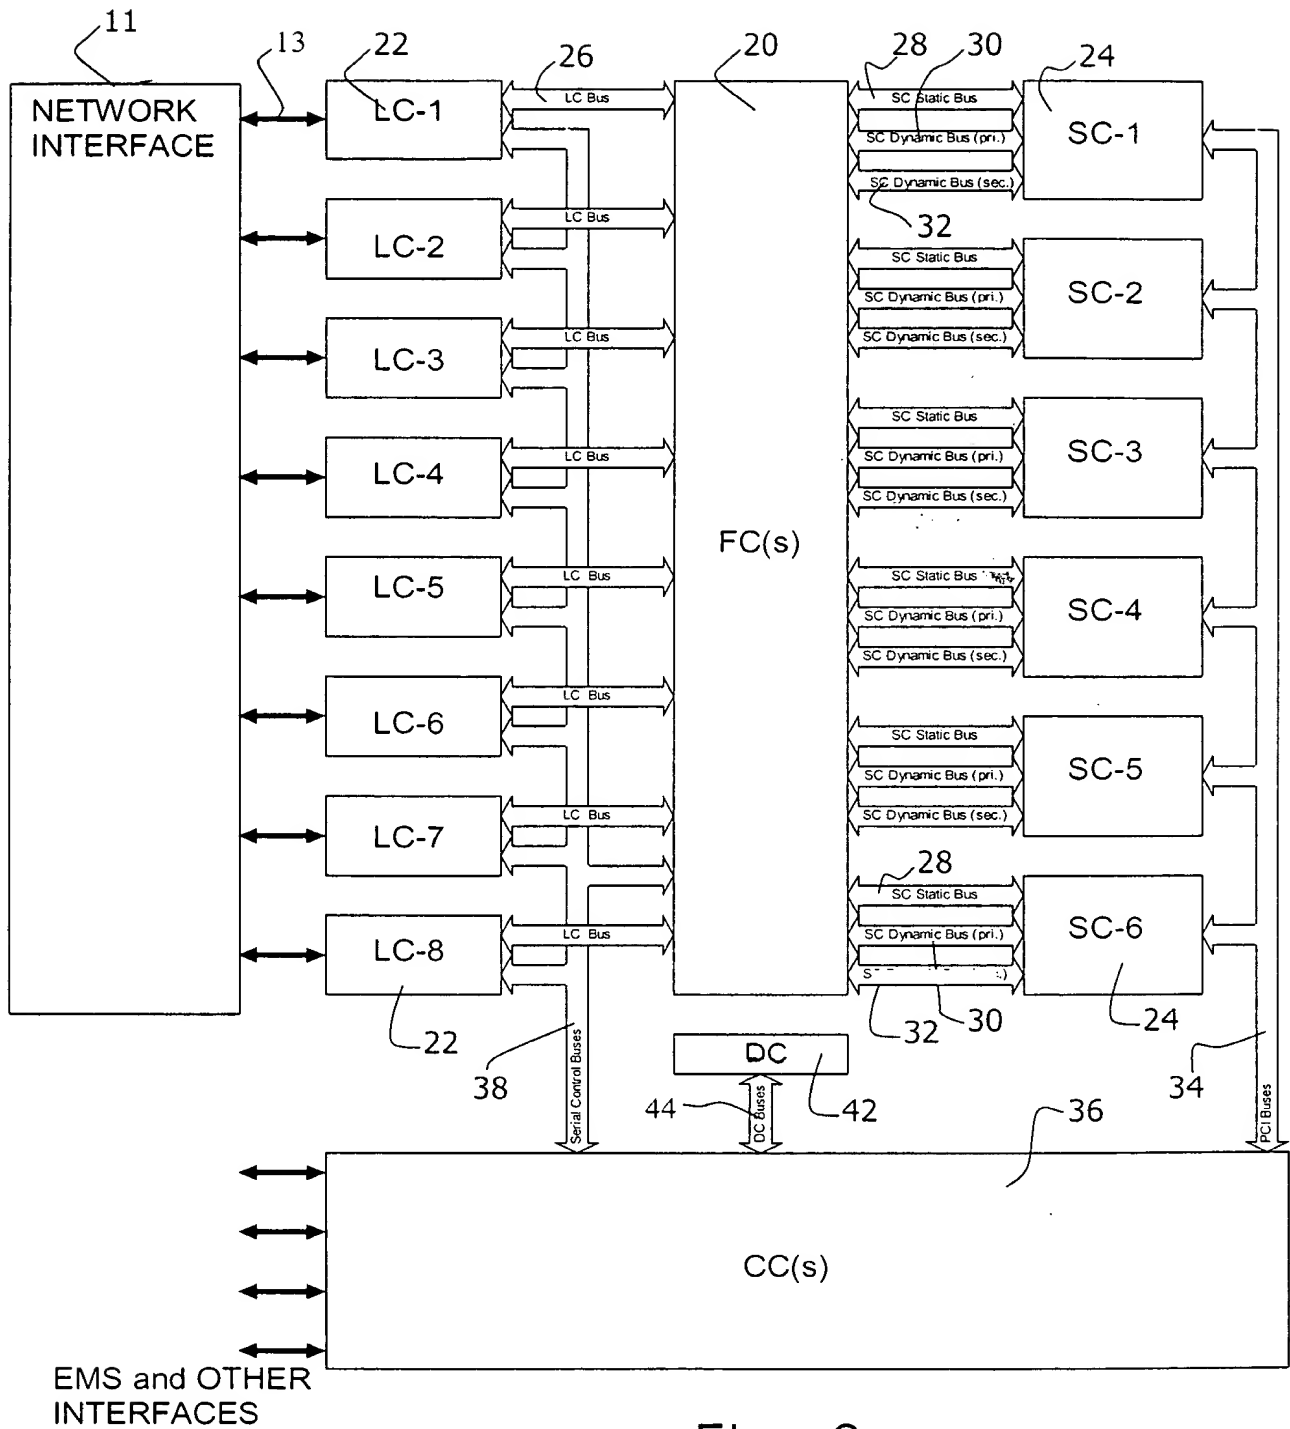 11
13
22
26
20
28
30
24
NETWORK
INTERFACE
LC-1
LC Bus
SC Static Bus
SC Dynamic Bus (pri.)
SC Dynamic Bus (sec.)
32
SC-1
LC-2
LC Bus
SC Static Bus
SC Dynamic Bus (pri.)
SC Dynamic Bus (sec.)
SC-2
LC-3
LC Bus
SC Static Bus
SC Dynamic Bus (pri.)
SC Dynamic Bus (sec.)
SC-3
LC-4
LC Bus
FC(s)
LC-5
LC Bus
SC Static Bus
SC Dynamic Bus (pri.)
SC Dynamic Bus (sec.)
SC-4
LC-6
LC Bus
SC Static Bus
SC Dynamic Bus (pri.)
SC Dynamic Bus (sec.)
SC-5
LC-7
LC Bus
28
SC Static Bus
SC Dynamic Bus (pri.)
SC-6
LC-8
LC Bus
22
38
Serial Control Buses
DC
42
44
DC Buses
32
30
24
34
PCI Buses
36
CC(s)
EMS and OTHER
INTERFACES